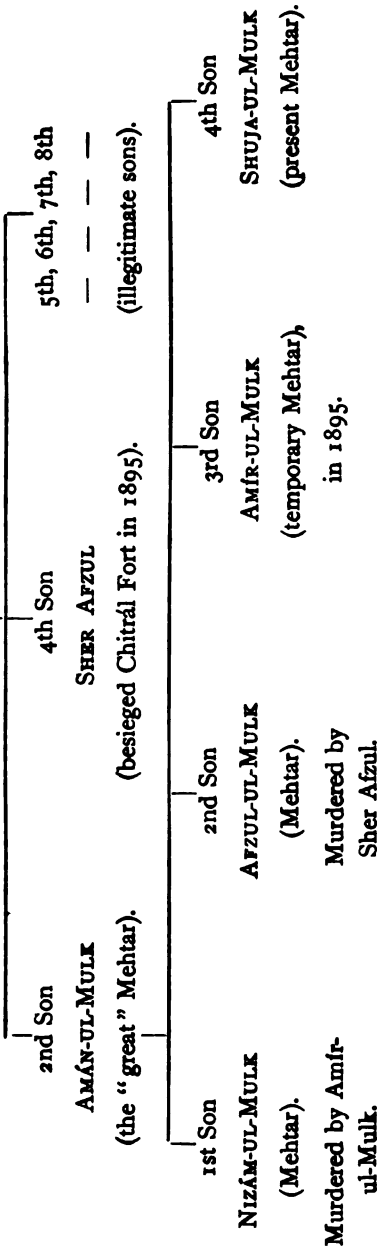 2nd Son
AMÁN-UL-MULK
(the “great” Mehtar).
4th Son
SHER AFZUL
(besieged Chitrál Fort in 1895).
5th, 6th, 7th, 8th
— — — —
(illegitimate sons).
1st Son
NIZÁM-UL-MULK
(Mehtar).
Murdered by Amír-
ul-Mulk.
2nd Son
AFZUL-UL-MULK
(Mehtar).
Murdered by
Sher Afzul.
3rd Son
AMÍR-UL-MULK
(temporary Mehtar),
in 1895.
4th Son
SHUJA-UL-MULK
(present Mehtar).